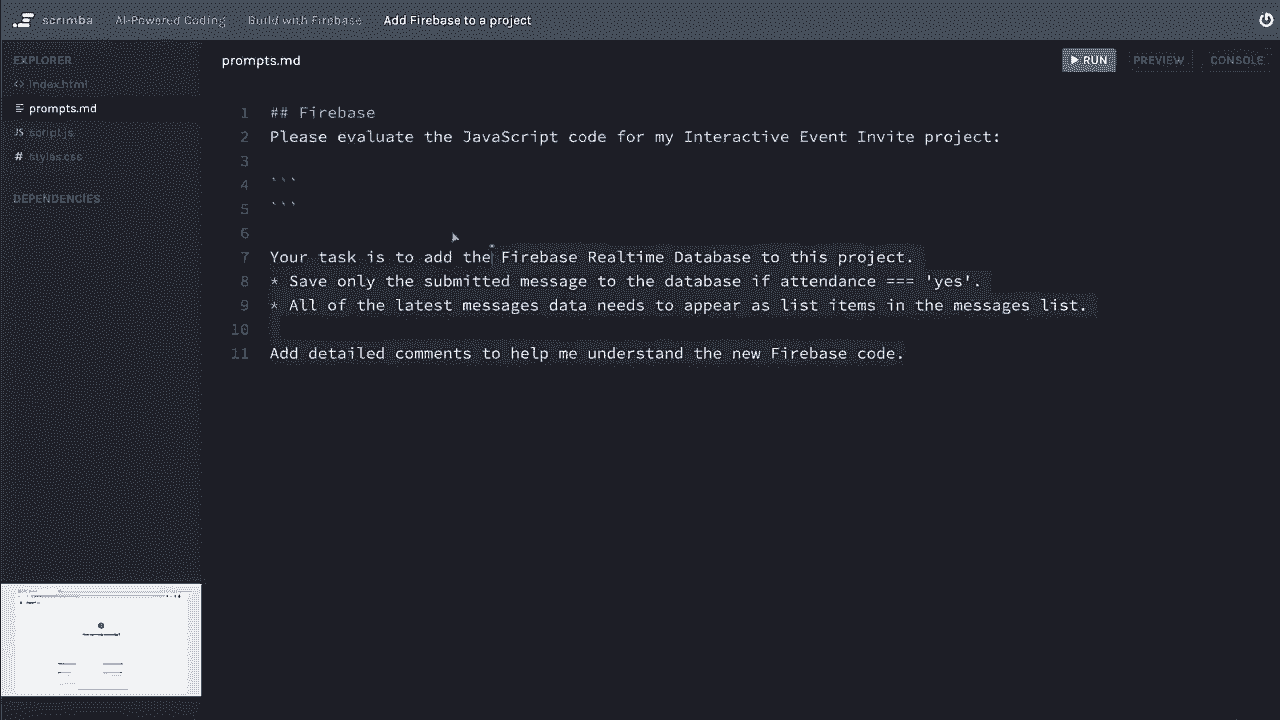 scrimba AI-Powered Coding Build with Firebase Add Firebase to a project
EXPLORER
index.html
prompts.md
JS script.js
# styles.css
DEPENDENCIES
prompts.md
RUN PREVIEW CONSOLE
1 ## Firebase
2 Please evaluate the JavaScript code for my Interactive Event Invite project:
3
4 ```
5 ```
6
7 Your task is to add the Firebase Realtime Database to this project.
8 * Save only the submitted message to the database if attendance === 'yes'.
9 * All of the latest messages data needs to appear as list items in the messages list.
10
11 Add detailed comments to help me understand the new Firebase code.